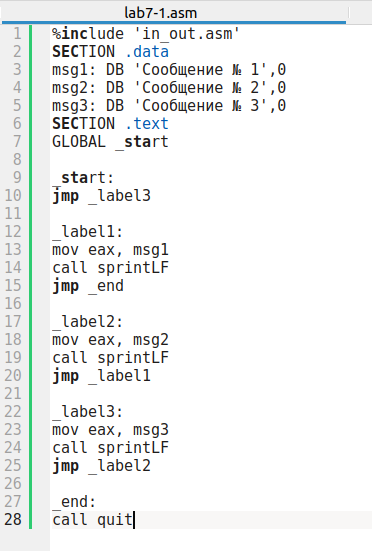 lab7-1.asm
1 %include 'in_out.asm'
2 SECTION .data
3 msg1: DB 'Сообщение № 1',0
4 msg2: DB 'Сообщение № 2',0
5 msg3: DB 'Сообщение № 3',0
6 SECTION .text
7 GLOBAL _start
8
9 _start:
10 jmp _label3
11
12 _label1:
13 mov eax, msg1
14 call sprintLF
15 jmp _end
16
17 _label2:
18 mov eax, msg2
19 call sprintLF
20 jmp _label1
21
22 _label3:
23 mov eax, msg3
24 call sprintLF
25 jmp _label2
26
27 _end:
28 call quit